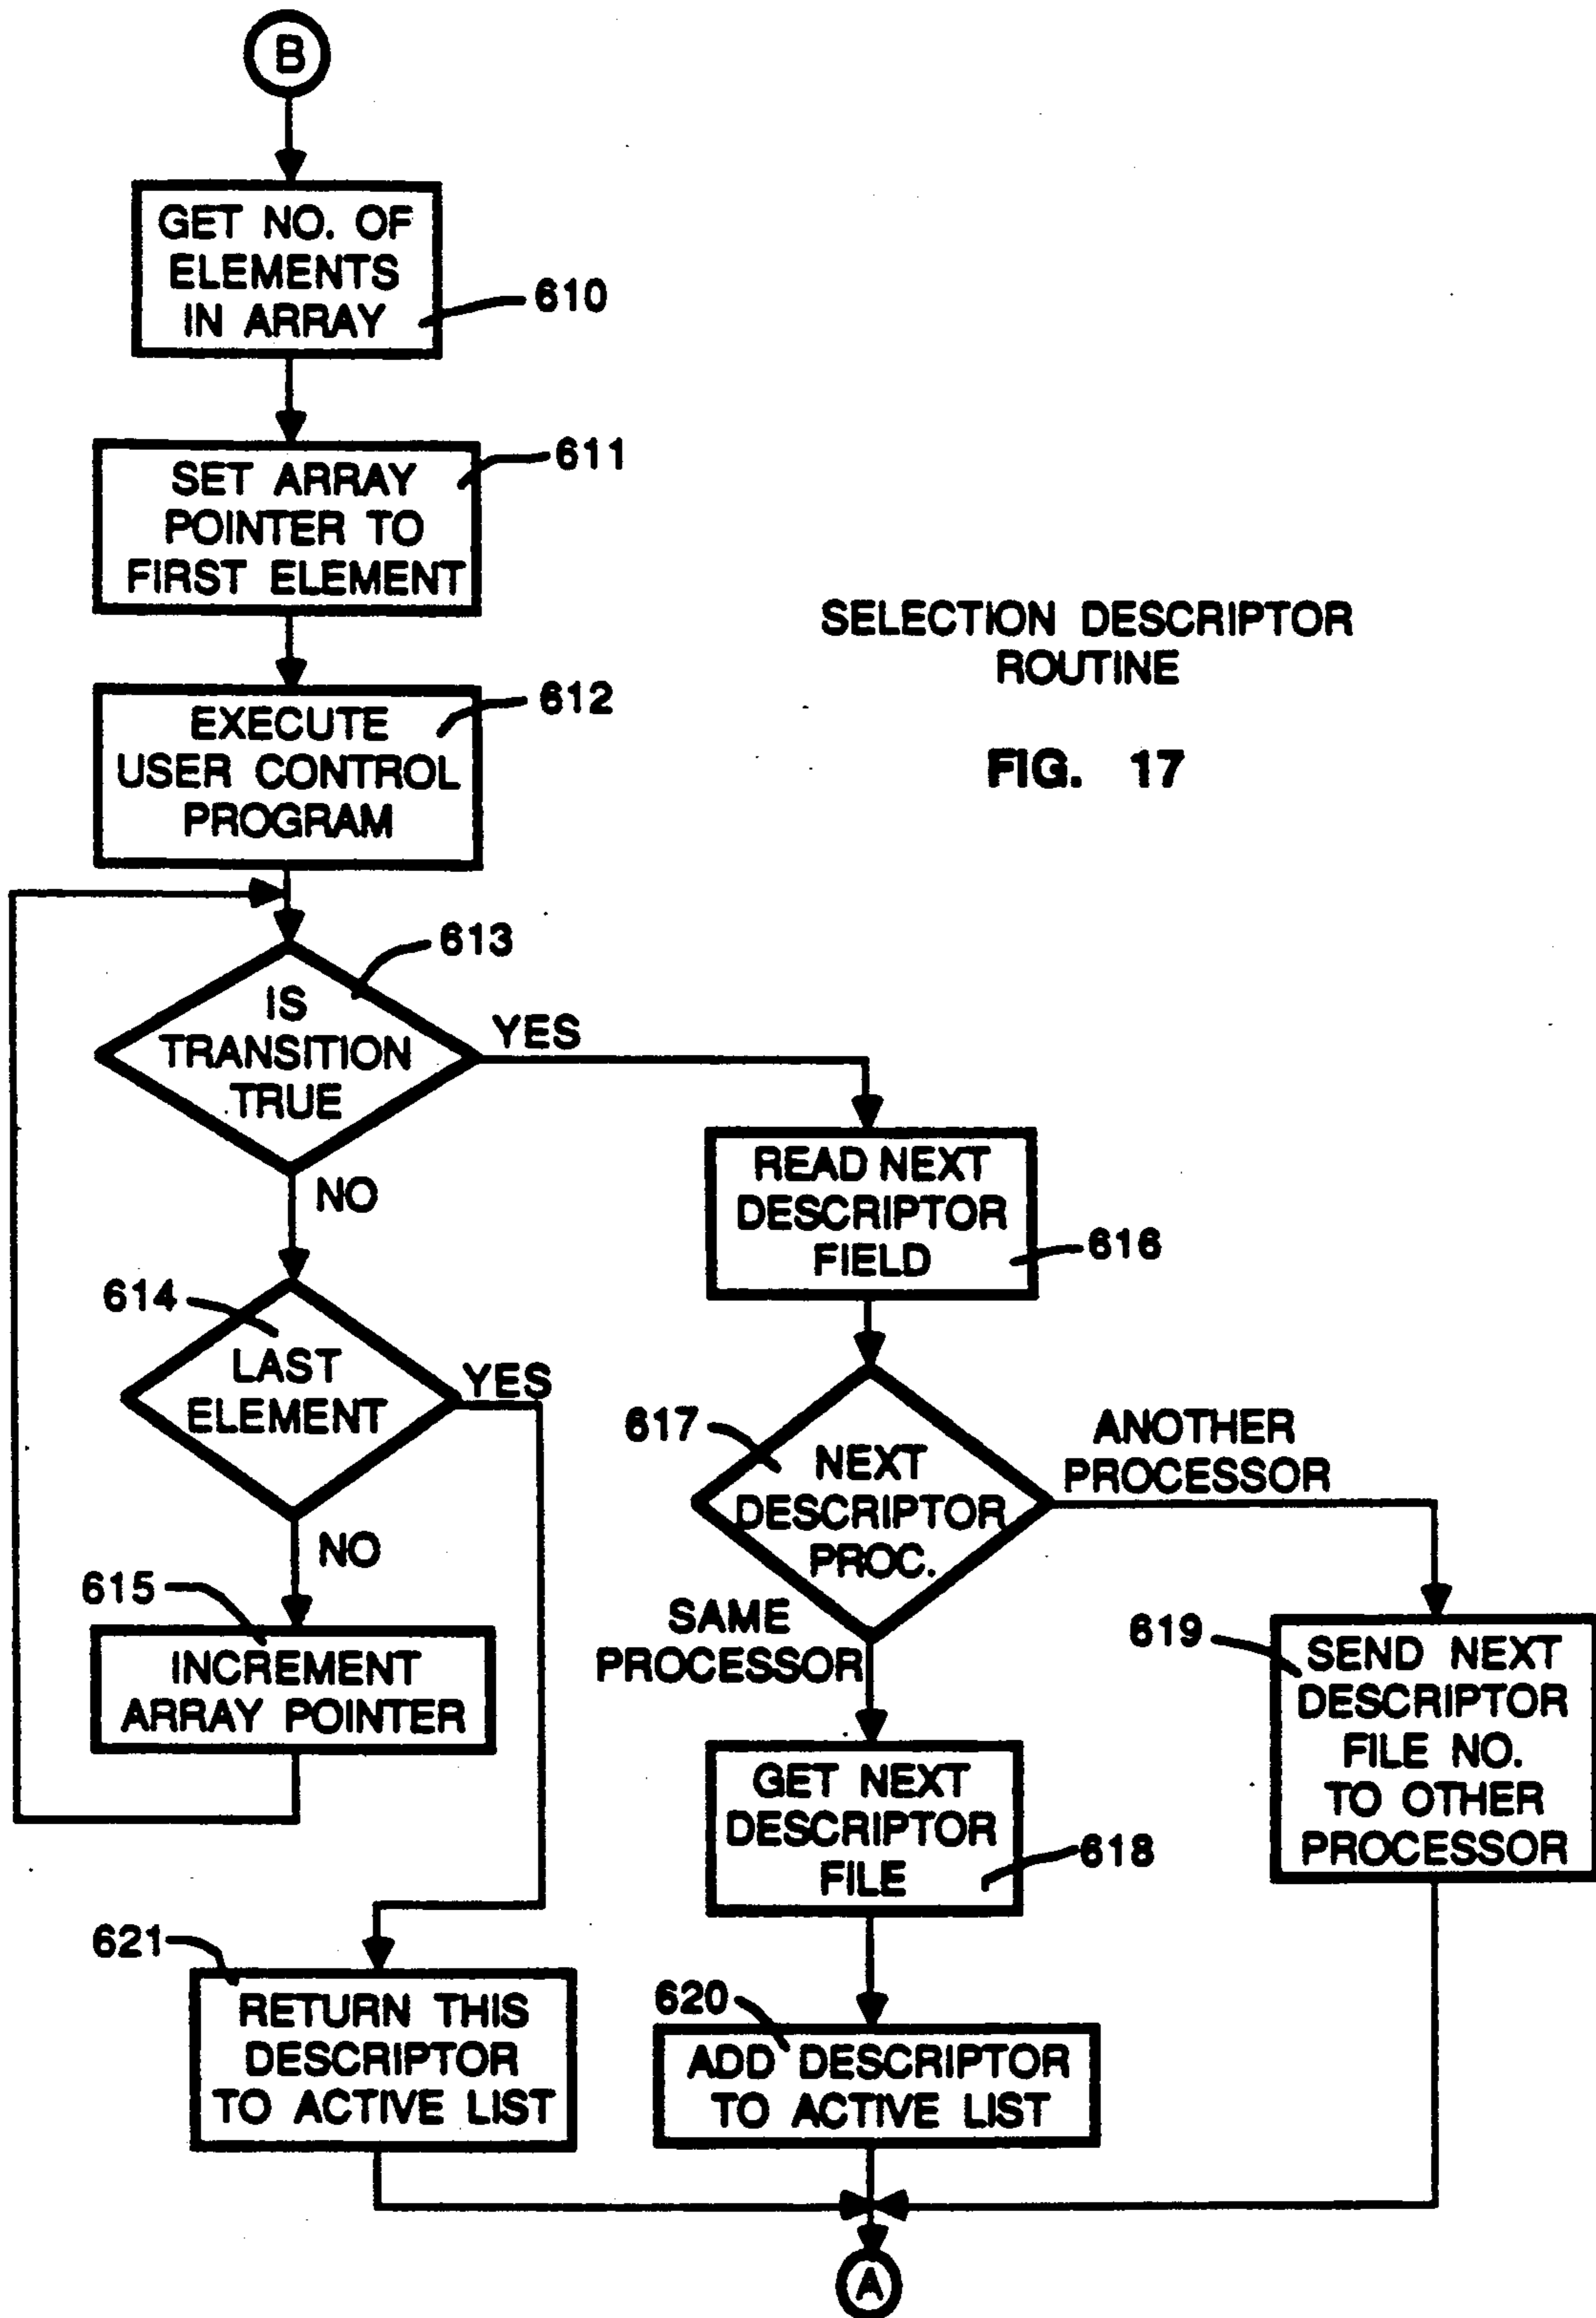 B
GET NO. OF
ELEMENTS
IN ARRAY
610
SET ARRAY
POINTER TO
FIRST ELEMENT
611
SELECTION DESCRIPTOR
ROUTINE
FIG. 17
EXECUTE
USER CONTROL
PROGRAM
612
IS
TRANSITION
TRUE
613
YES
NO
READ NEXT
DESCRIPTOR
FIELD
616
614
LAST
ELEMENT
YES
NO
617
NEXT
DESCRIPTOR
PROC.
ANOTHER
PROCESSOR
SAME
PROCESSOR
615
INCREMENT
ARRAY POINTER
619
SEND NEXT
DESCRIPTOR
FILE NO.
TO OTHER
PROCESSOR
GET NEXT
DESCRIPTOR
FILE
618
621
RETURN THIS
DESCRIPTOR
TO ACTIVE LIST
620
ADD DESCRIPTOR
TO ACTIVE LIST
A